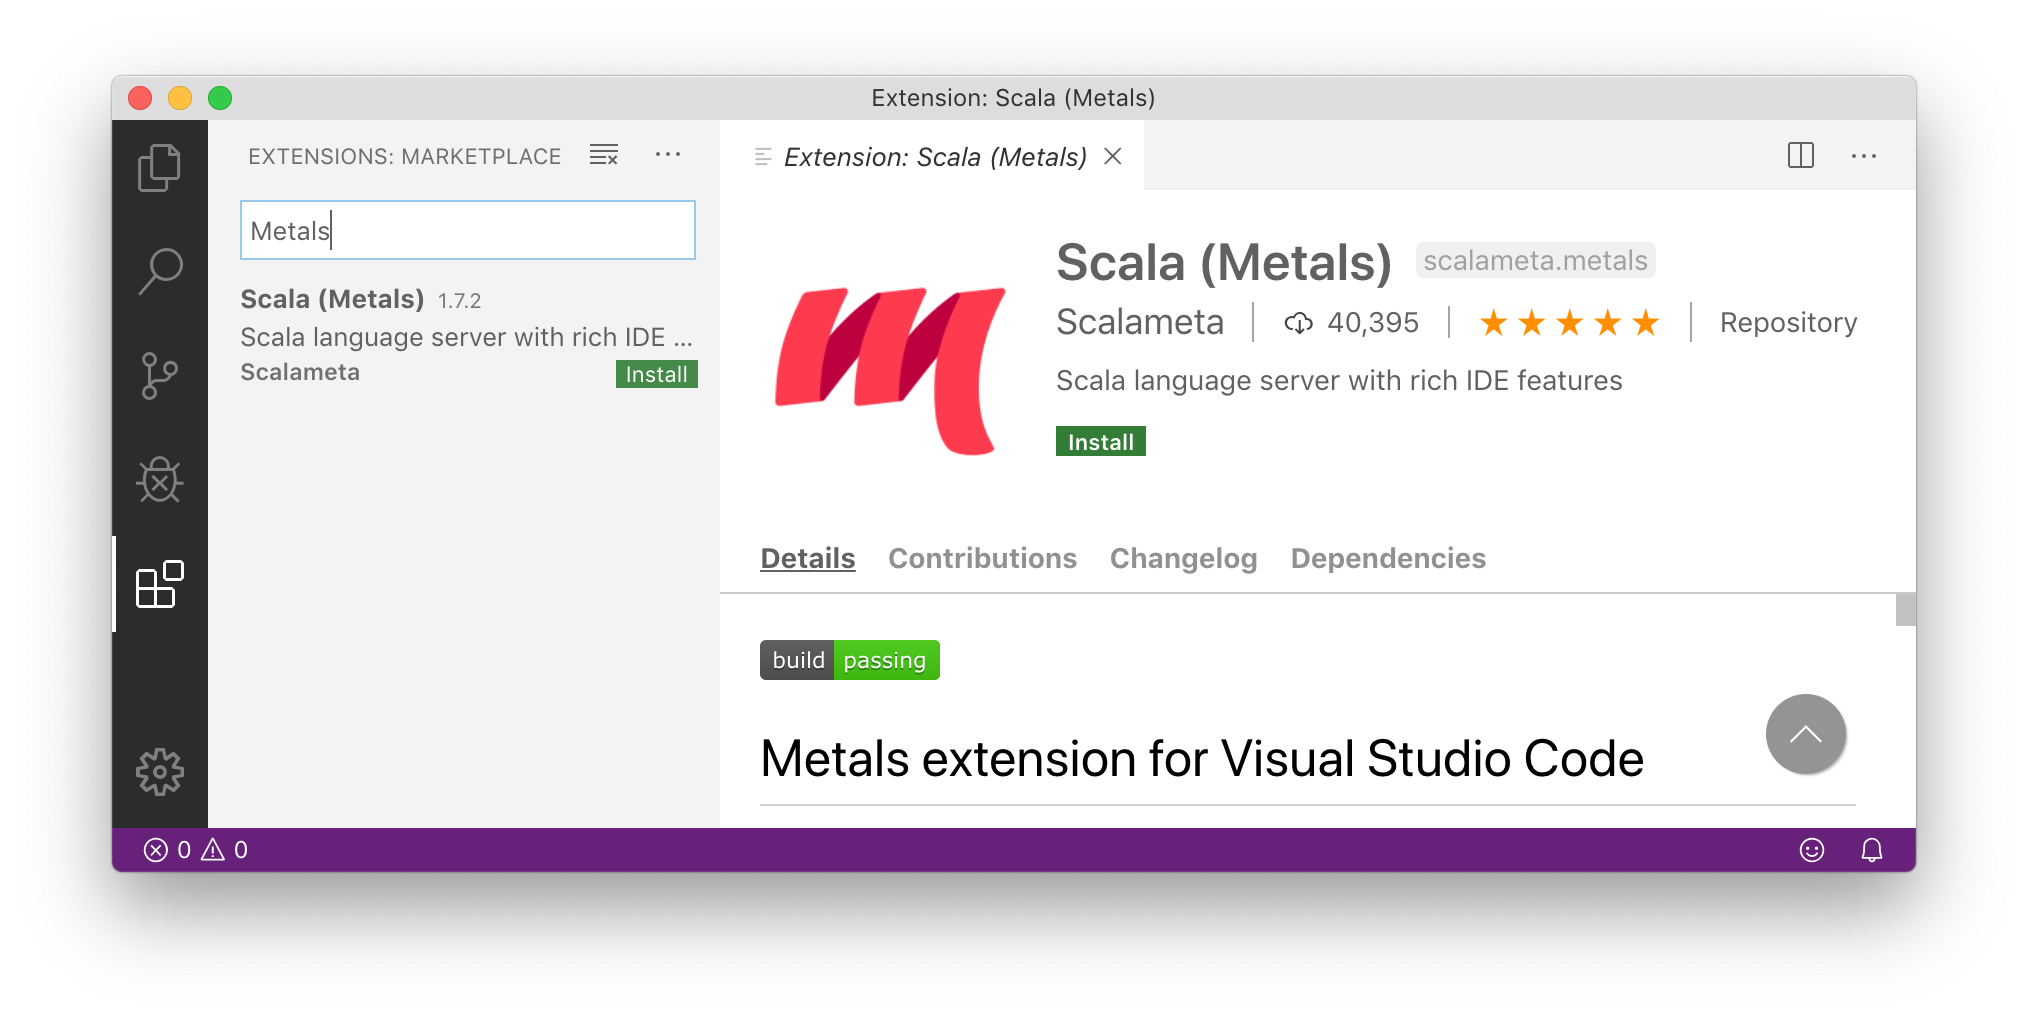 Extension: Scala (Metals)
EXTENSIONS: MARKETPLACE
Metals
Scala (Metals) 1.7.2
Scala language server with rich IDE ...
Scalameta Install
Extension: Scala (Metals)
Scala (Metals) scalameta.metals
Scalameta 40,395 Repository
Scala language server with rich IDE features
Install
Details Contributions Changelog Dependencies
build passing
Metals extension for Visual Studio Code
0 0